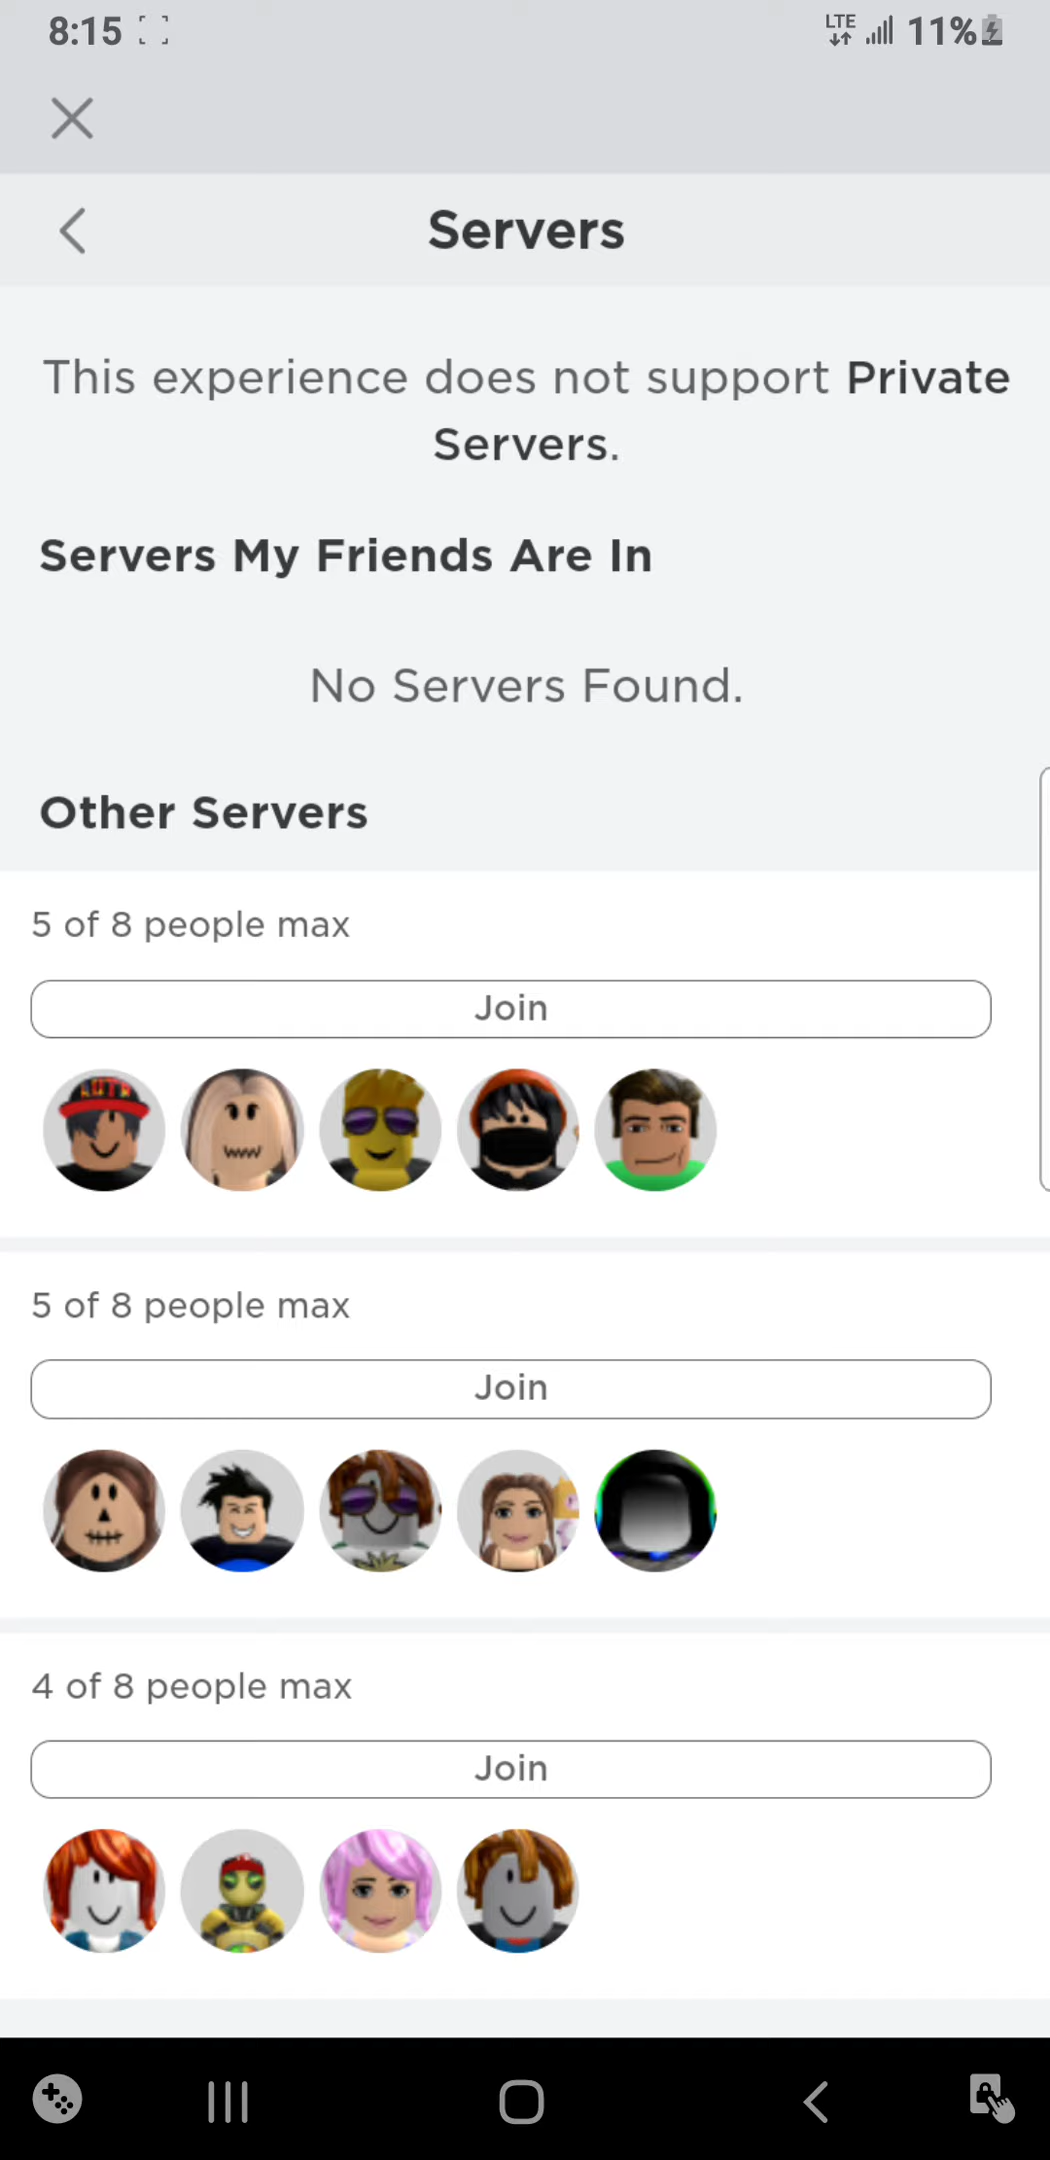 8:15
LTE 11%
Servers
This experience does not support Private
Servers.
Servers My Friends Are In
No Servers Found.
Other Servers
5 of 8 people max
Join
5 of 8 people max
Join
4 of 8 people max
Join